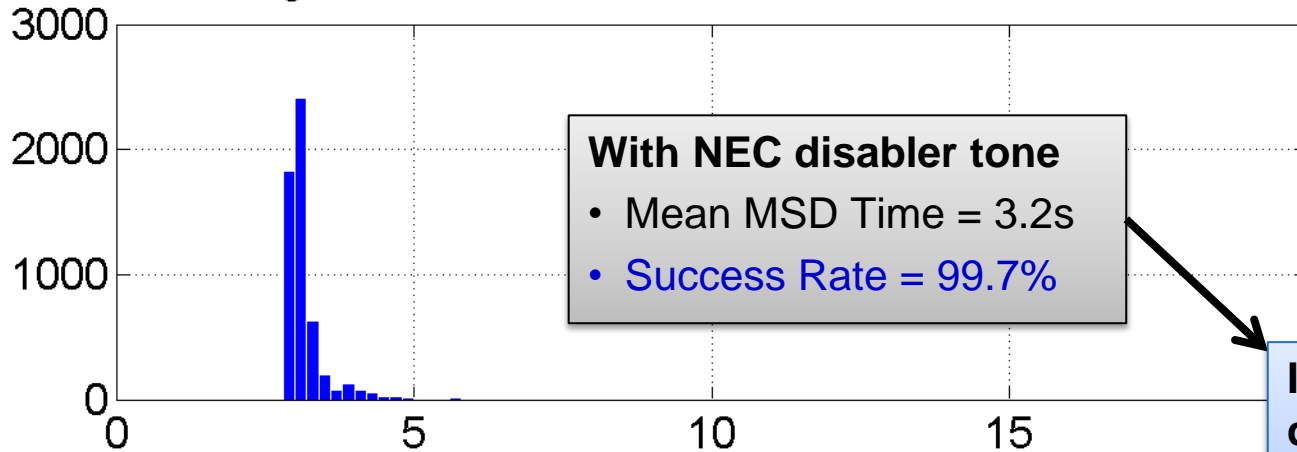 3000
2000
1000
0
With NEC disabler tone
• Mean MSD Time = 3.2s
• Success Rate = 99.7%
0 5 10 15